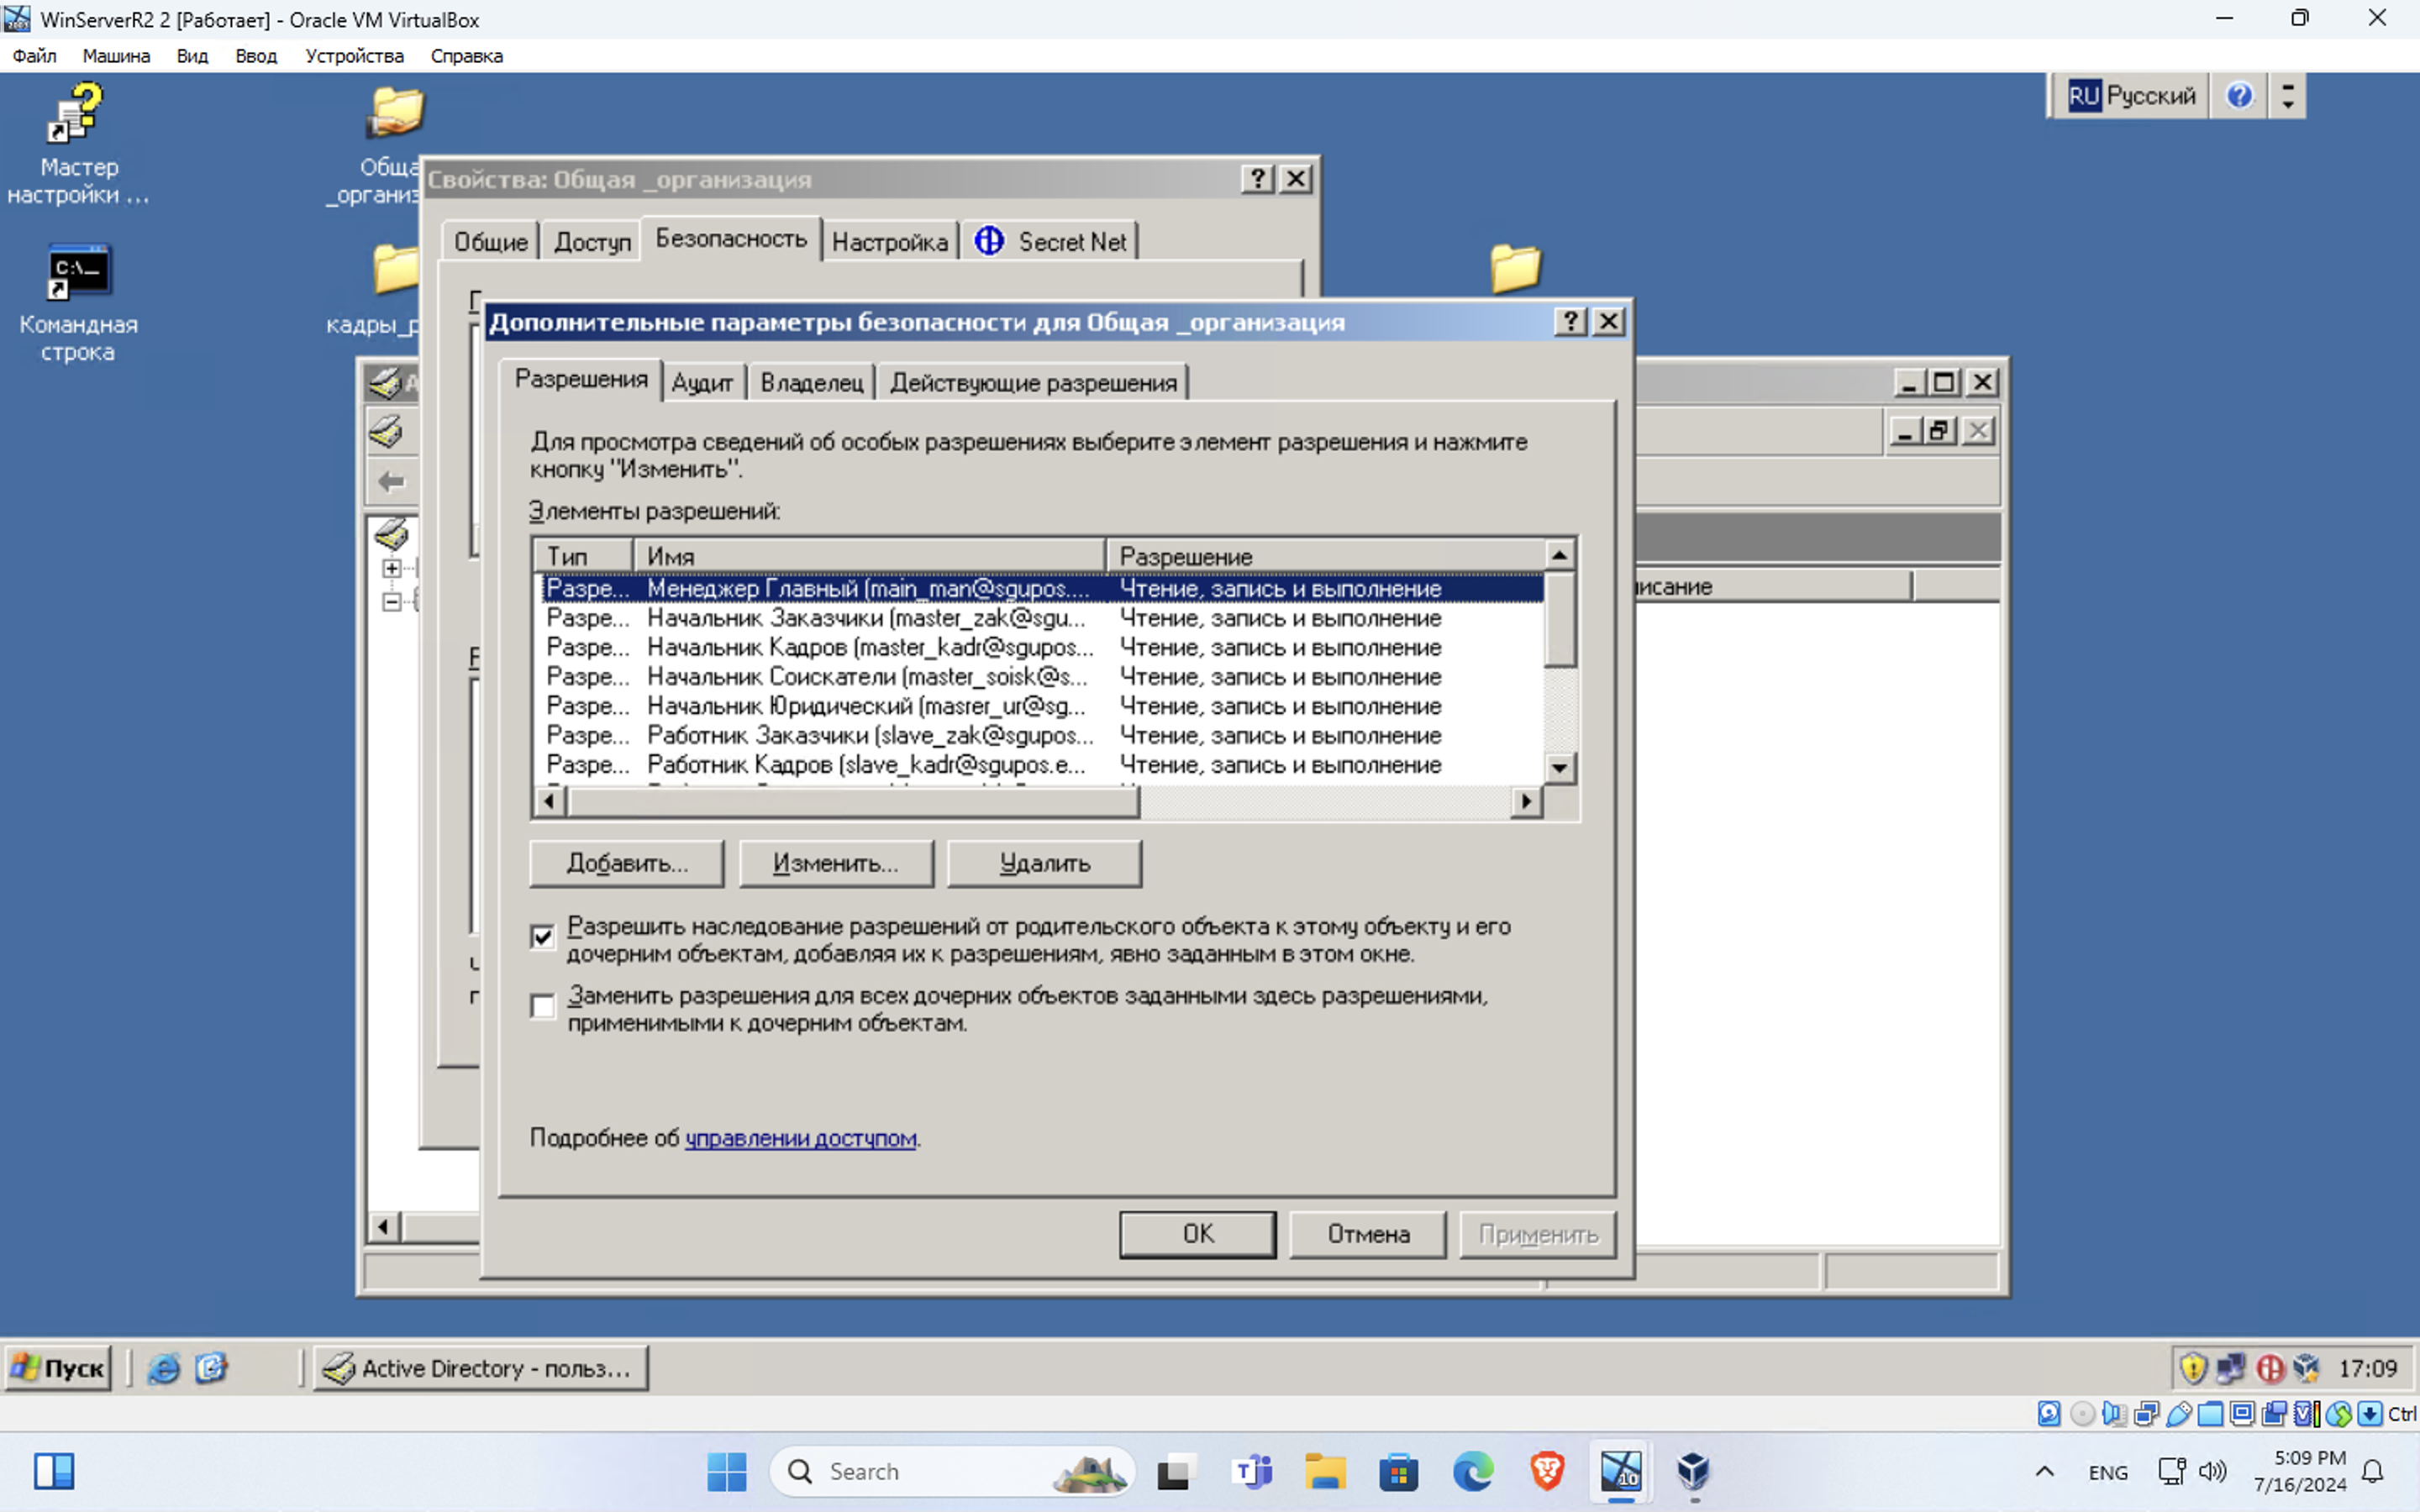 WinServerR2 2 [Работает] - Oracle VM VirtualBox
Файл Машина Вид Ввод Устройства Справка
RU Русский
Мастер
настройки ...
Обща
_организ
Командная
строка
кадры_р
Свойства: Общая _организация
Общие Доступ Безопасность Настройка Secret Net
Дополнительные параметры безопасности для Общая _организация
Разрешения Аудит Владелец Действующие разрешения
Для просмотра сведений об особых разрешениях выберите элемент разрешения и нажмите
кнопку "Изменить".
Элементы разрешений:
Тип Имя Разрешение
Разре... Менеджер Главный (main_man@sgupos.... Чтение, запись и выполнение
Разре... Начальник Заказчики (master_zak@sgu... Чтение, запись и выполнение
Разре... Начальник Кадров (master_kadr@sgupos... Чтение, запись и выполнение
Разре... Начальник Соискатели (master_soisk@s... Чтение, запись и выполнение
Разре... Начальник Юридический (masrer_ur@sg... Чтение, запись и выполнение
Разре... Работник Заказчики (slave_zak@sgupos... Чтение, запись и выполнение
Разре... Работник Кадров (slave_kadr@sgupos.e... Чтение, запись и выполнение
исание
Добавить... Изменить... Удалить
Разрешить наследование разрешений от родительского объекта к этому объекту и его
дочерним объектам, добавляя их к разрешениям, явно заданным в этом окне.
Заменить разрешения для всех дочерних объектов заданными здесь разрешениями,
применимыми к дочерним объектам.
Подробнее об управлении доступом.
OK Отмена Применить
Пуск Active Directory - польз... 17:09
Ctrl
Search ENG 5:09 PM
7/16/2024